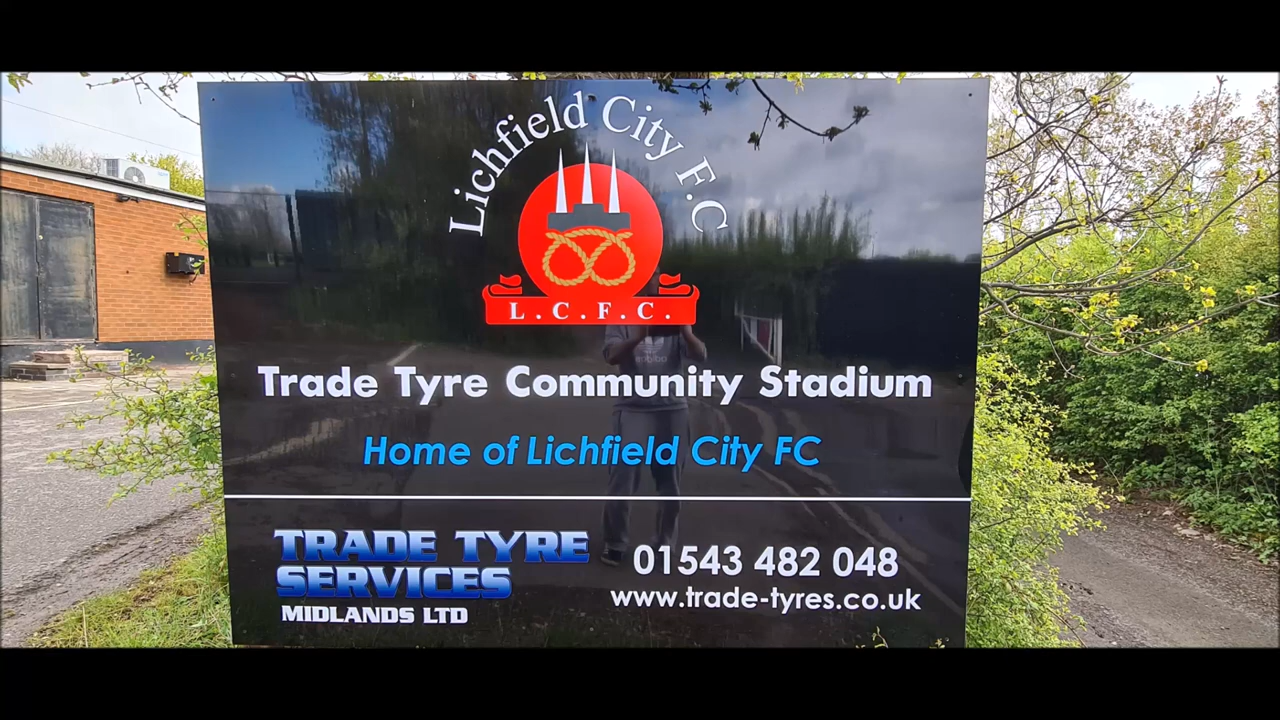 Lichfield City F.C
L.C.F.C.
Trade Tyre Community Stadium
Home of Lichfield City FC
TRADE TYRE
SERVICES
MIDLANDS LTD
01543 482 048
www.trade-tyres.co.uk